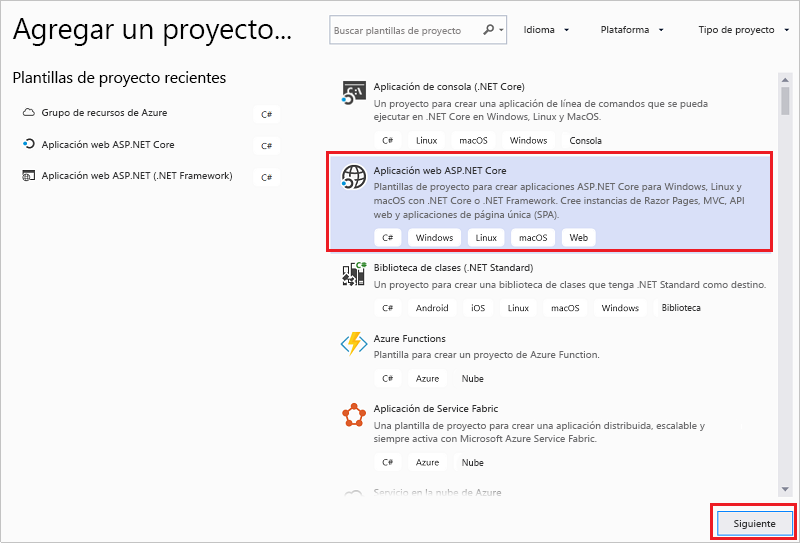 Agregar un proyecto...
Buscar plantillas de proyecto
Idioma
Plataforma
Tipo de proyecto
Plantillas de proyecto recientes
Grupo de recursos de Azure
C#
Aplicación web ASP.NET Core
C#
Aplicación web ASP.NET (.NET Framework)
C#
Aplicación de consola (.NET Core)
Un proyecto para crear una aplicación de línea de comandos que se pueda
ejecutar en .NET Core en Windows, Linux y MacOS.
C# Linux macOS Windows Consola
Aplicación web ASP.NET Core
Plantillas de proyecto para crear aplicaciones ASP.NET Core para Windows, Linux y
macOS con .NET Core o .NET Framework. Cree instancias de Razor Pages, MVC, API
web y aplicaciones de página única (SPA).
C# Windows Linux macOS Web
Biblioteca de clases (.NET Standard)
Un proyecto para crear una biblioteca de clases que tenga .NET Standard como destino.
C# Android iOS Linux macOS Windows Biblioteca
Azure Functions
Plantilla para crear un proyecto de Azure Function.
C# Azure Nube
Aplicación de Service Fabric
Una plantilla de proyecto para crear una aplicación distribuida, escalable y
siempre activa con Microsoft Azure Service Fabric.
C# Azure Nube
Servicio en la nube de Azure
Siguiente